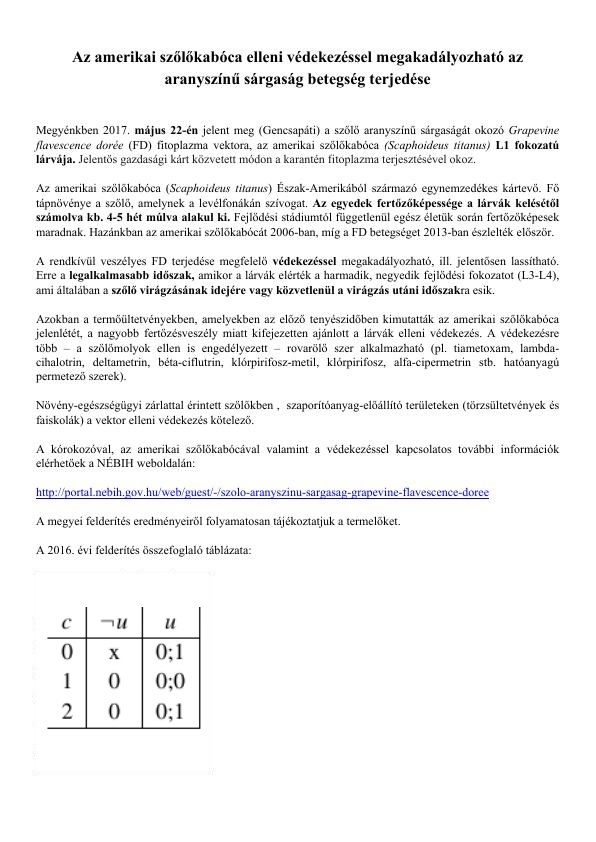 Az amerikai szőlőkabóca elleni védekezéssel megakadályozható az
aranyszínű sárgaság betegség terjedése
Megyénkben 2017. május 22-én jelent meg (Gencsapáti) a szőlő aranyszínű sárgaságát okozó Grapevine
flavescence dorée (FD) fitoplazma vektora, az amerikai szőlőkabóca (Scaphoideus titanus) L1 fokozatú
lárvája. Jelentős gazdasági kárt közvetett módon a karantén fitoplazma terjesztésével okoz.
Az amerikai szőlőkabóca (Scaphoideus titanus) Észak-Amerikából származó egynemzedékes kártevő. Fő
tápnövénye a szőlő, amelynek a levélfonákán szívogat. Az egyedek fertőzőképessége a lárvák kelésétől
számolva kb. 4-5 hét múlva alakul ki. Fejlődési stádiumtól függetlenül egész életük során fertőzőképesek
maradnak. Hazánkban az amerikai szőlőkabócát 2006-ban, míg a FD betegséget 2013-ban észlelték először.
A rendkívül veszélyes FD terjedése megfelelő védekezéssel megakadályozható, ill. jelentősen lassítható.
Erre a legalkalmasabb időszak, amikor a lárvák elérték a harmadik, negyedik fejlődési fokozatot (L3-L4),
ami általában a szőlő virágzásának idejére vagy közvetlenül a virágzás utáni időszakra esik.
Azokban a termőültetvényekben, amelyekben az előző tenyészidőben kimutatták az amerikai szőlőkabóca
jelenlétét, a nagyobb fertőzésveszély miatt kifejezetten ajánlott a lárvák elleni védekezés. A védekezésre
több – a szőlőmolyok ellen is engedélyezett – rovarölő szer alkalmazható (pl. tiametoxam, lambda-
cihalotrin, deltametrin, béta-ciflutrin, klórpirifosz-metil, klórpirifosz, alfa-cipermetrin stb. hatóanyagú
permetező szerek).
Növény-egészségügyi zárlattal érintett szőlőkben , szaporítóanyag-előállító területeken (törzsültetvények és
faiskolák) a vektor elleni védekezés kötelező.
A kórokozóval, az amerikai szőlőkabócával valamint a védekezéssel kapcsolatos további információk
elérhetőek a NÉBIH weboldalán:
http://portal.nebih.gov.hu/web/guest/-/szolo-aranyszinu-sargasag-grapevine-flavescence-doree
A megyei felderítés eredményeiről folyamatosan tájékoztatjuk a termelőket.
A 2016. évi felderítés összefoglaló táblázata:
c ¬u u
0 x 0;1
1 0 0;0
2 0 0;1